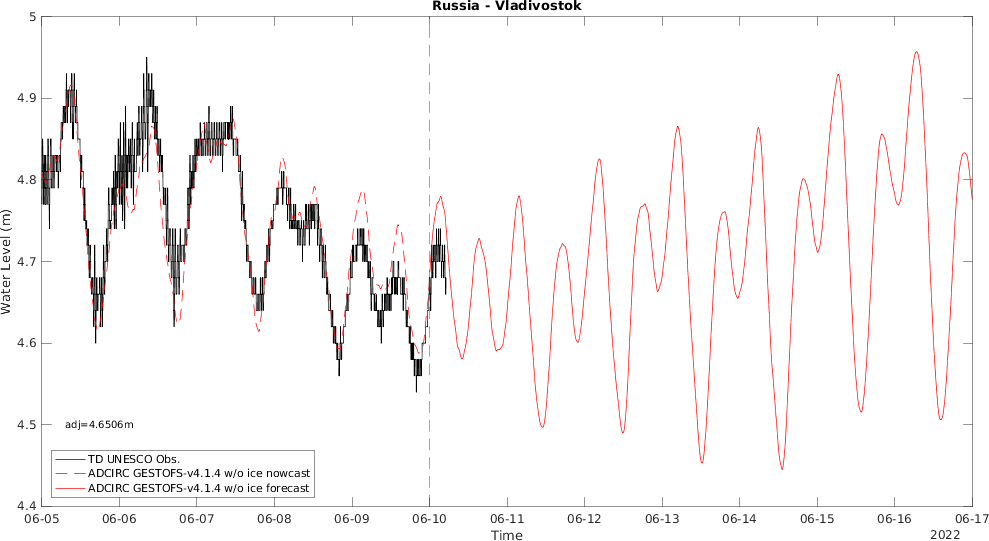 Russia - Vladivostok
5
4.9
4.8
4.7
4.6
4.5
4.4
Water Level (m)
adj=4.6506m
TD UNESCO Obs.
ADCIRC GESTOFS-v4.1.4 w/o ice nowcast
ADCIRC GESTOFS-v4.1.4 w/o ice forecast
06-05 06-06 06-07 06-08 06-09 06-10 06-11 06-12 06-13 06-14 06-15 06-16 06-17
Time
2022